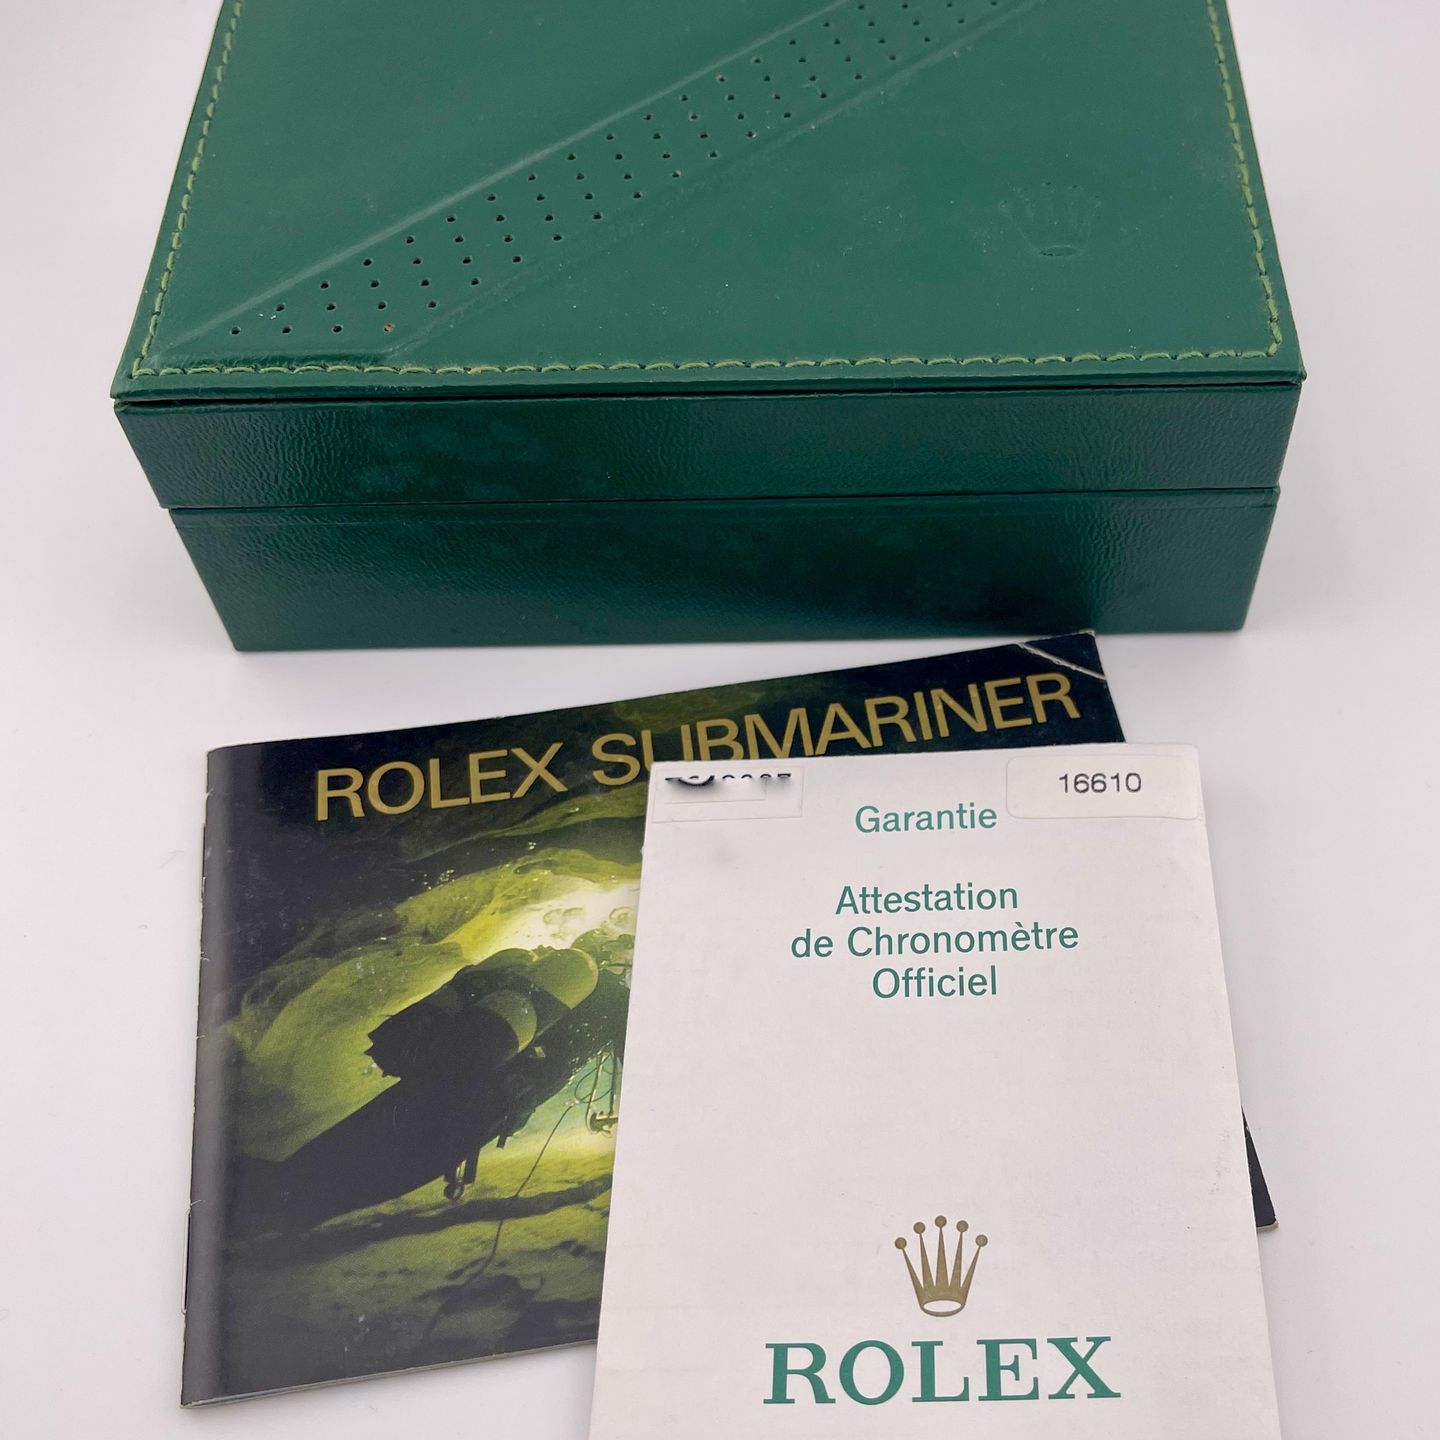 ROLEX SUBMARINER
16610
Garantie
Attestation
de Chronomètre
Officiel
ROLEX